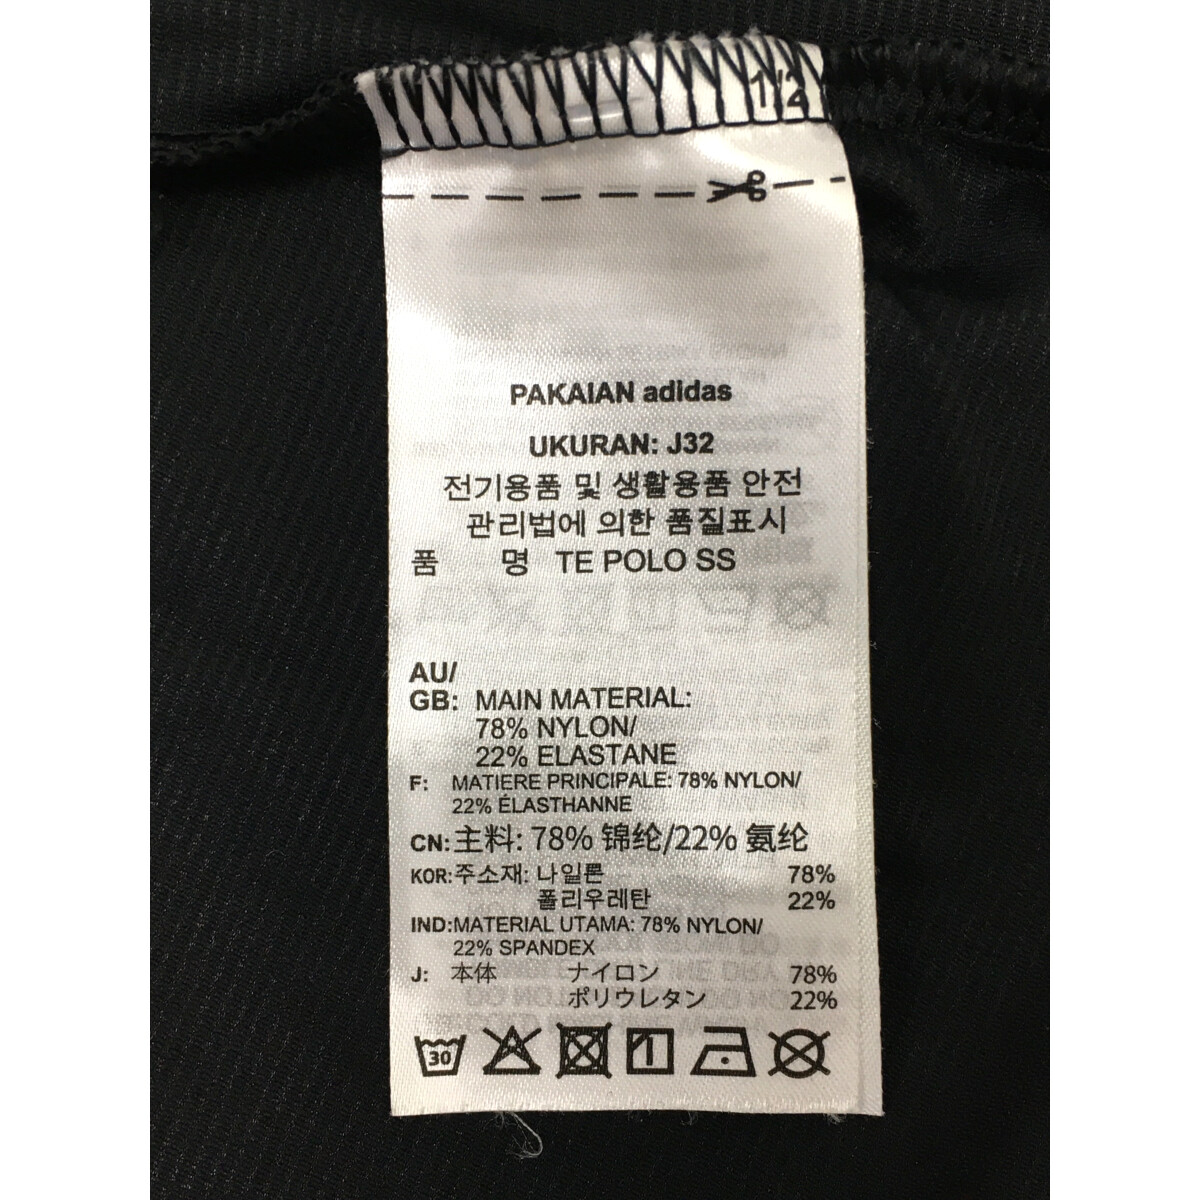 1/2
PAKAIAN adidas
UKURAN: J32
전기용품 및 생활용품 안전
관리법에 의한 품질표시
품 명 TE POLO SS
AU/
GB: MAIN MATERIAL:
78% NYLON/
22% ELASTANE
F: MATIERE PRINCIPALE: 78% NYLON/
22% ÉLASTHANNE
CN: 主料: 78% 锦纶/22% 氨纶
KOR: 주소재: 나일론 78%
폴리우레탄 22%
IND: MATERIAL UTAMA: 78% NYLON/
22% SPANDEX
J: 本体 ナイロン 78%
ポリウレタン 22%
30